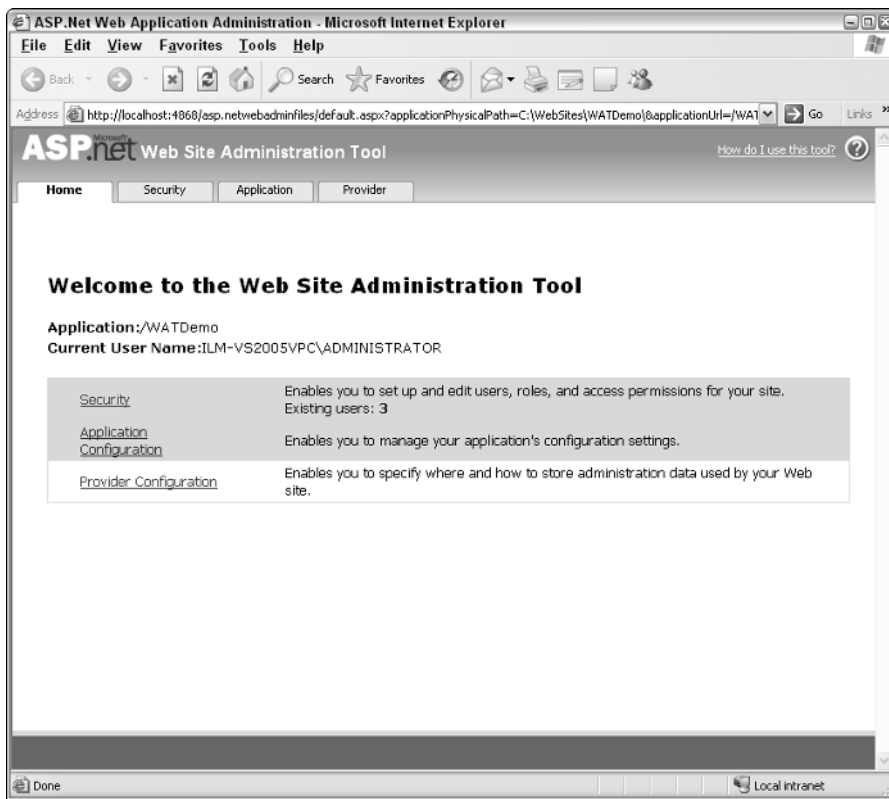 ASP.Net Web Application Administration - Microsoft Internet Explorer
File Edit View Favorites Tools Help
Back Search Favorites
Address http://localhost:4868/asp.netwebadminfiles/default.aspx?applicationPhysicalPath=C:\WebSites\WATDemo\&applicationUrl=/WAT Go Links »
Microsoft
ASP.net Web Site Administration Tool How do I use this tool? ?
Home Security Application Provider
Welcome to the Web Site Administration Tool
Application:/WATDemo
Current User Name:ILM-VS2005VPC\ADMINISTRATOR
Security
Enables you to set up and edit users, roles, and access permissions for your site.
Existing users: 3
Application
Configuration
Enables you to manage your application's configuration settings.
Provider Configuration
Enables you to specify where and how to store administration data used by your Web
site.
Done Local intranet